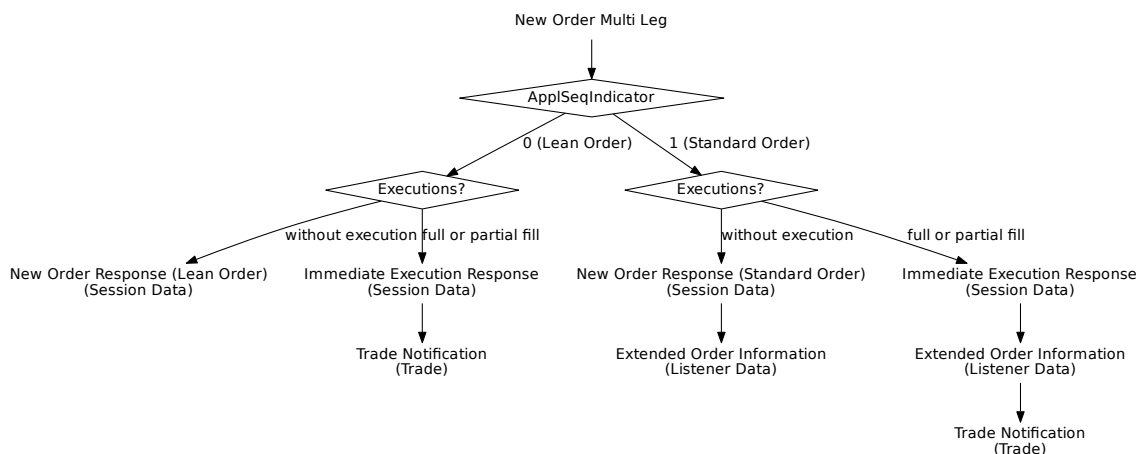 New Order Multi Leg
ApplSeqIndicator
0 (Lean Order)
1 (Standard Order)
Executions?
Executions?
without execution
full or partial fill
without execution
full or partial fill
New Order Response (Lean Order)
(Session Data)
Immediate Execution Response
(Session Data)
New Order Response (Standard Order)
(Session Data)
Immediate Execution Response
(Session Data)
Trade Notification
(Trade)
Extended Order Information
(Listener Data)
Extended Order Information
(Listener Data)
Trade Notification
(Trade)